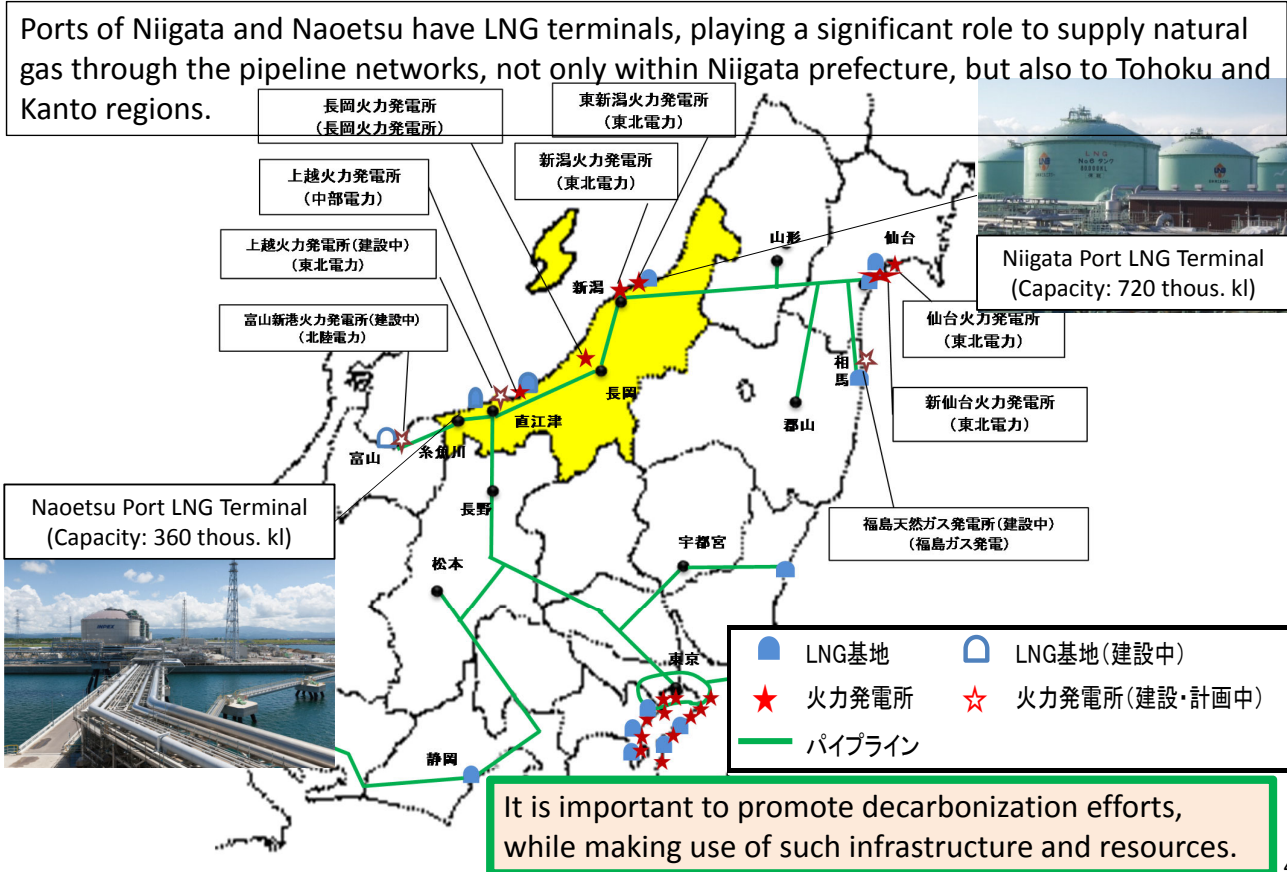 Ports of Niigata and Naoetsu have LNG terminals, playing a significant role to supply natural
gas through the pipeline networks, not only within Niigata prefecture, but also to Tohoku and
Kanto regions.
長岡火力発電所
(長岡火力発電所)
東新潟火力発電所
(東北電力)
上越火力発電所
(中部電力)
新潟火力発電所
(東北電力)
上越火力発電所(建設中)
(東北電力)
富山新港火力発電所(建設中)
(北陸電力)
LNG
Niigata Port LNG Terminal
(Capacity: 720 thous. kl)
山形
仙台
新潟
仙台火力発電所
(東北電力)
相馬
長岡
新仙台火力発電所
(東北電力)
直江津
郡山
糸魚川
富山
Naoetsu Port LNG Terminal
(Capacity: 360 thous. kl)
INPEX
長野
福島天然ガス発電所(建設中)
(福島ガス発電)
宇都宮
松本
東京
静岡
LNG基地
LNG基地(建設中)
火力発電所
火力発電所(建設・計画中)
パイプライン
It is important to promote decarbonization efforts,
while making use of such infrastructure and resources.